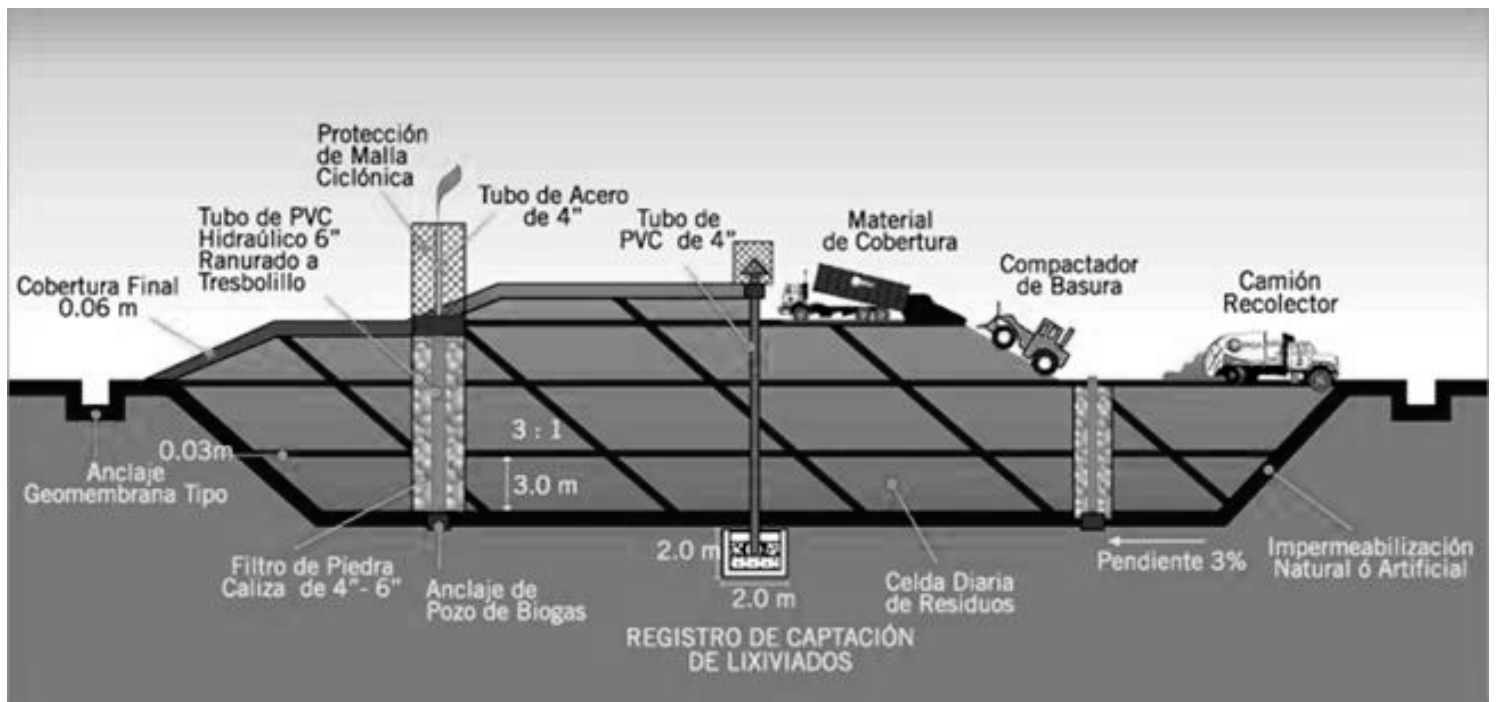 Protección
de Malla
Ciclónica
Tubo de Acero
de 4"
Tubo de PVC
Hidraúlico 6"
Ranurado a
Tresbolillo
Tubo de
PVC de 4"
Material
de Cobertura
Compactador
de Basura
Camión
Recolector
Cobertura Final
0.06 m
3 : 1
0.03m
3.0 m
Anclaje
Geomembrana Tipo
Filtro de Piedra
Caliza de 4"- 6"
Anclaje de
Pozo de Biogas
2.0 m
2.0 m
REGISTRO DE CAPTACIÓN
DE LIXIVIADOS
Celda Diaria
de Residuos
Pendiente 3%
Impermeabilización
Natural ó Artificial